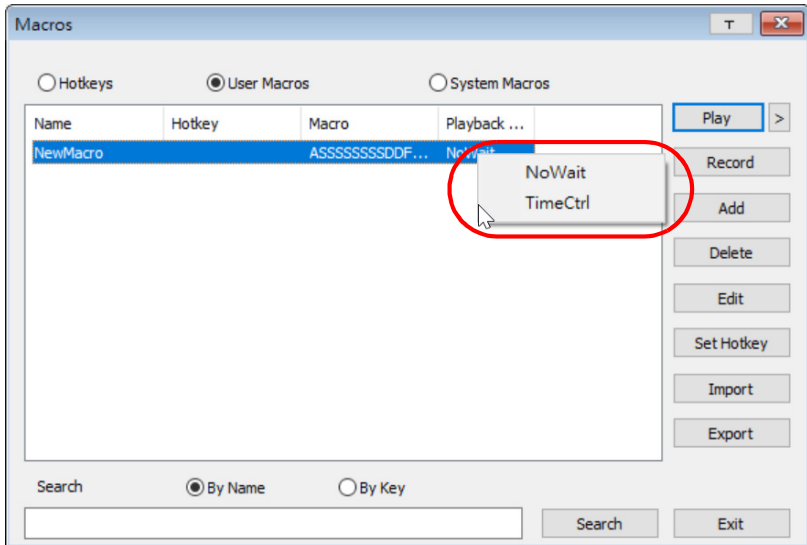 Macros
Hotkeys User Macros System Macros
Name Hotkey Macro Playback ... Play >
NewMacro ASSSSSSSSDDF... NoWait
NoWait
Record
TimeCtrl
Add
Delete
Edit
Set Hotkey
Import
Export
Search By Name By Key
Search Exit